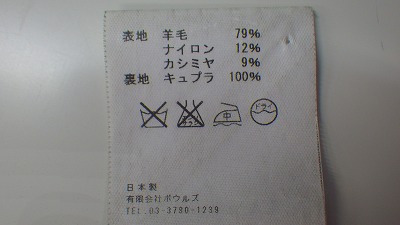 表地 羊毛 79%
ナイロン 12%
カシミヤ 9%
裏地 キュプラ 100%
中 ドライ
日本製
有限会社ボウルズ
TEL 03-3790-1239